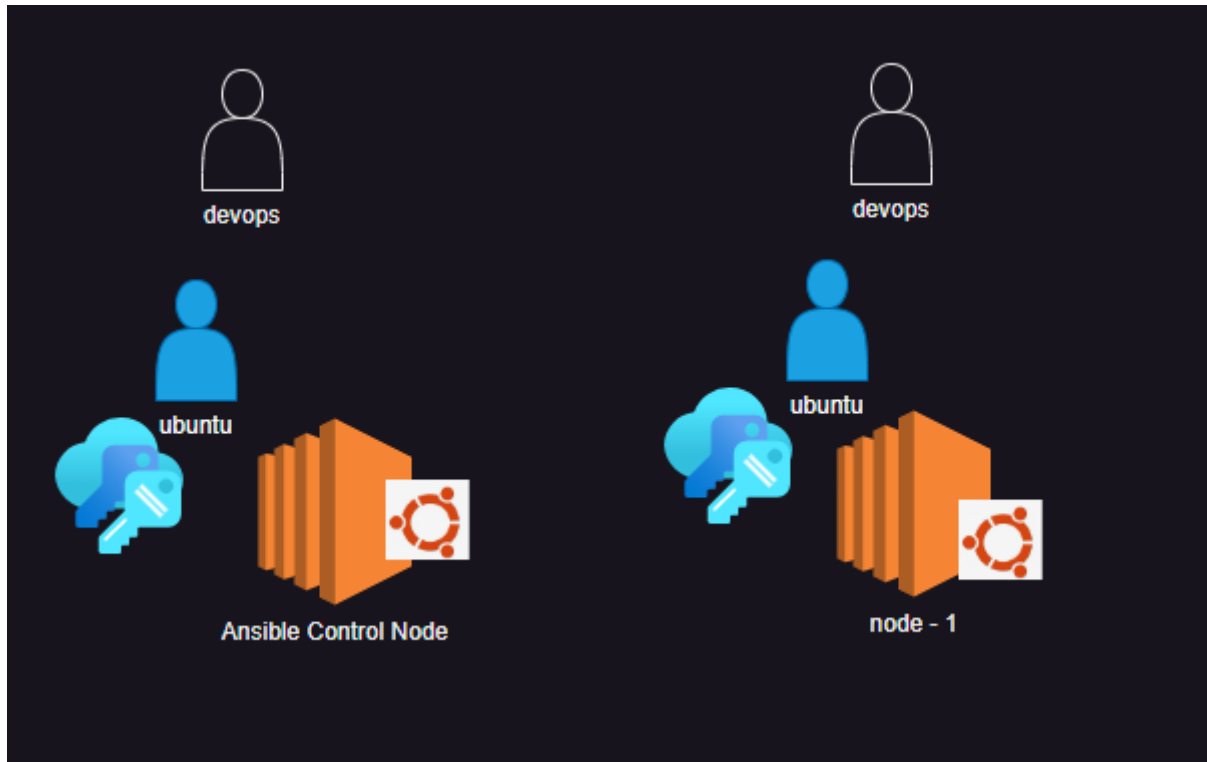 devops
devops
ubuntu
ubuntu
Ansible Control Node
node - 1